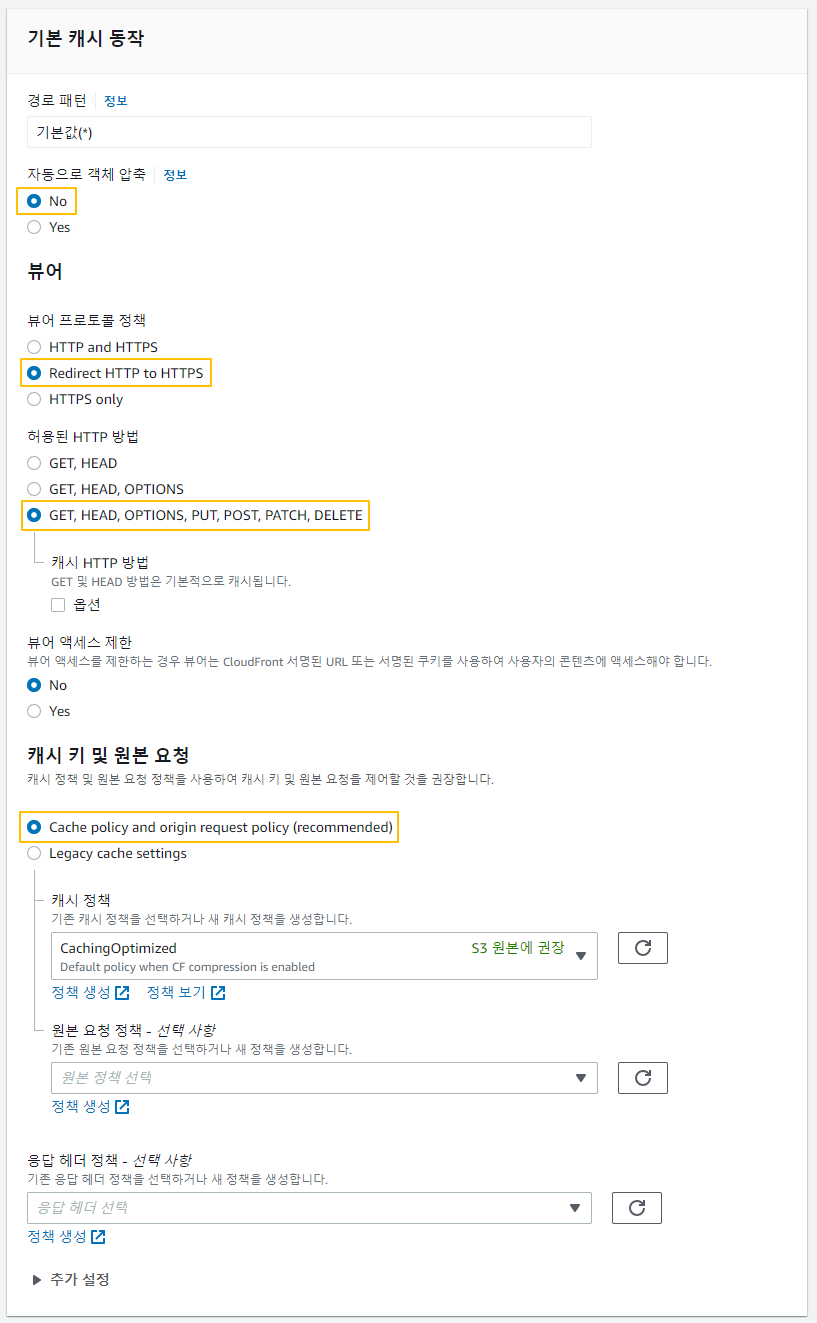 기본 캐시 동작
경로 패턴 정보
기본값(*)
자동으로 객체 압축 정보
No
Yes
뷰어
뷰어 프로토콜 정책
HTTP and HTTPS
Redirect HTTP to HTTPS
HTTPS only
허용된 HTTP 방법
GET, HEAD
GET, HEAD, OPTIONS
GET, HEAD, OPTIONS, PUT, POST, PATCH, DELETE
캐시 HTTP 방법
GET 및 HEAD 방법은 기본적으로 캐시됩니다.
옵션
뷰어 액세스 제한
뷰어 액세스를 제한하는 경우 뷰어는 CloudFront 서명된 URL 또는 서명된 쿠키를 사용하여 사용자의 콘텐츠에 액세스해야 합니다.
No
Yes
캐시 키 및 원본 요청
캐시 정책 및 원본 요청 정책을 사용하여 캐시 키 및 원본 요청을 제어할 것을 권장합니다.
Cache policy and origin request policy (recommended)
Legacy cache settings
캐시 정책
기존 캐시 정책을 선택하거나 새 캐시 정책을 생성합니다.
CachingOptimized S3 원본에 권장
Default policy when CF compression is enabled
정책 생성 정책 보기
원본 요청 정책 - 선택 사항
기존 원본 요청 정책을 선택하거나 새 정책을 생성합니다.
원본 정책 선택
정책 생성
응답 헤더 정책 - 선택 사항
기존 응답 헤더 정책을 선택하거나 새 정책을 생성합니다.
응답 헤더 선택
정책 생성
추가 설정